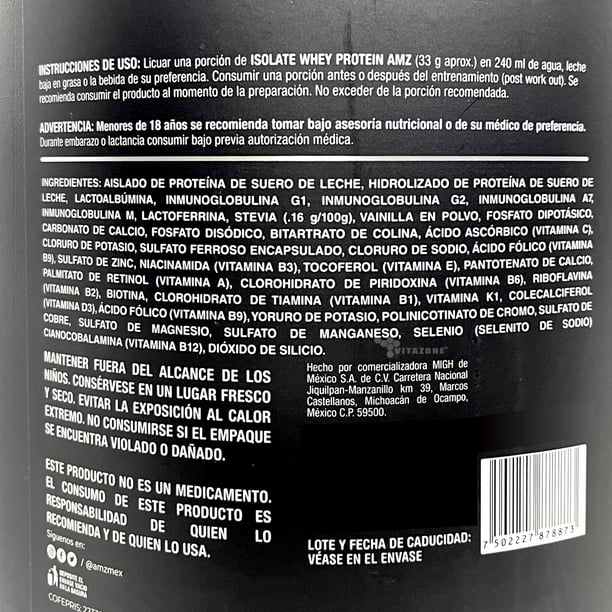 INSTRUCCIONES DE USO: Licuar una porción de ISOLATE WHEY PROTEIN AMZ (33 g aprox.) en 240 ml de agua, leche
baja en grasa o la bebida de su preferencia. Consumir una porción antes o después del entrenamiento (post work out). Se
recomienda consumir el producto al momento de la preparación. No exceder de la porción recomendada.
ADVERTENCIA: Menores de 18 años se recomienda tomar bajo asesoría nutricional o de su médico de preferencia.
Durante embarazo o lactancia consumir bajo previa autorización médica.
INGREDIENTES: AISLADO DE PROTEÍNA DE SUERO DE LECHE, HIDROLIZADO DE PROTEÍNA DE SUERO DE
LECHE, LACTOALBÚMINA, INMUNOGLOBULINA G1, INMUNOGLOBULINA G2, INMUNOGLOBULINA A7,
INMUNOGLOBULINA M, LACTOFERRINA, STEVIA (.16 g/100g), VAINILLA EN POLVO, FOSFATO DIPOTÁSICO,
CARBONATO DE CALCIO, FOSFATO DISÓDICO, BITARTRATO DE COLINA, ÁCIDO ASCÓRBICO (VITAMINA C),
CLORURO DE POTASIO, SULFATO FERROSO ENCAPSULADO, CLORURO DE SODIO, ÁCIDO FÓLICO (VITAMINA
B9), SULFATO DE ZINC, NIACINAMIDA (VITAMINA B3), TOCOFEROL (VITAMINA E), PANTOTENATO DE CALCIO,
PALMITATO DE RETINOL (VITAMINA A), CLORHIDRATO DE PIRIDOXINA (VITAMINA B6), RIBOFLAVINA
(VITAMINA B2), BIOTINA, CLORHIDRATO DE TIAMINA (VITAMINA B1), VITAMINA K1, COLECALCIFEROL
(VITAMINA D3), ÁCIDO FÓLICO (VITAMINA B9), YORURO DE POTASIO, POLINICOTINATO DE CROMO, SULFATO DE
COBRE, SULFATO DE MAGNESIO, SULFATO DE MANGANESO, SELENIO (SELENITO DE SODIO)
CIANOCOBALAMINA (VITAMINA B12), DIÓXIDO DE SILICIO.
VITAZONE
MANTENER FUERA DEL ALCANCE DE LOS
NIÑOS. CONSÉRVESE EN UN LUGAR FRESCO
Y SECO. EVITAR LA EXPOSICIÓN AL CALOR
EXTREMO. NO CONSUMIRSE SI EL EMPAQUE
SE ENCUENTRA VIOLADO O DAÑADO.
Hecho por comercializadora MIGH de
México S.A. de C.V. Carretera Nacional
Jiquilpan-Manzanillo km 39, Marcos
Castellanos, Michoacán de Ocampo,
México C.P. 59500.
ESTE PRODUCTO NO ES UN MEDICAMENTO.
EL CONSUMO DE ESTE PRODUCTO ES
RESPONSABILIDAD DE QUIEN LO
RECOMIENDA Y DE QUIEN LO USA.
Síguenos en:
/@amzmex
DEPOSITE EL
ENVASE VACÍO
EN LA BASURA
COFEPRIS:
LOTE Y FECHA DE CADUCIDAD:
VÉASE EN EL ENVASE
7 502227 878873